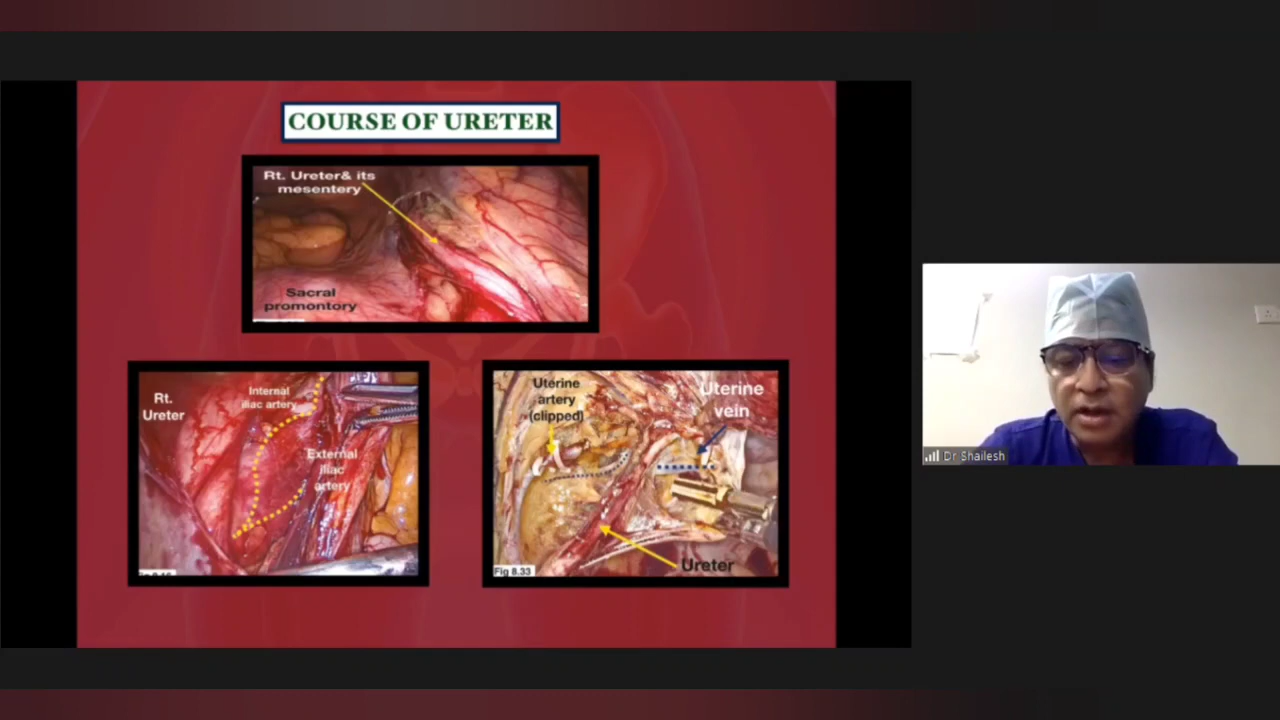 COURSE OF URETER
Rt. Ureter& its
mesentery
Sacral
promontory
Rt.
Ureter
Internal
iliac artery
External
iliac
artery
Uterine
artery
(clipped)
Uterine
vein
Ureter
Fig 8.33
Dr Shailesh